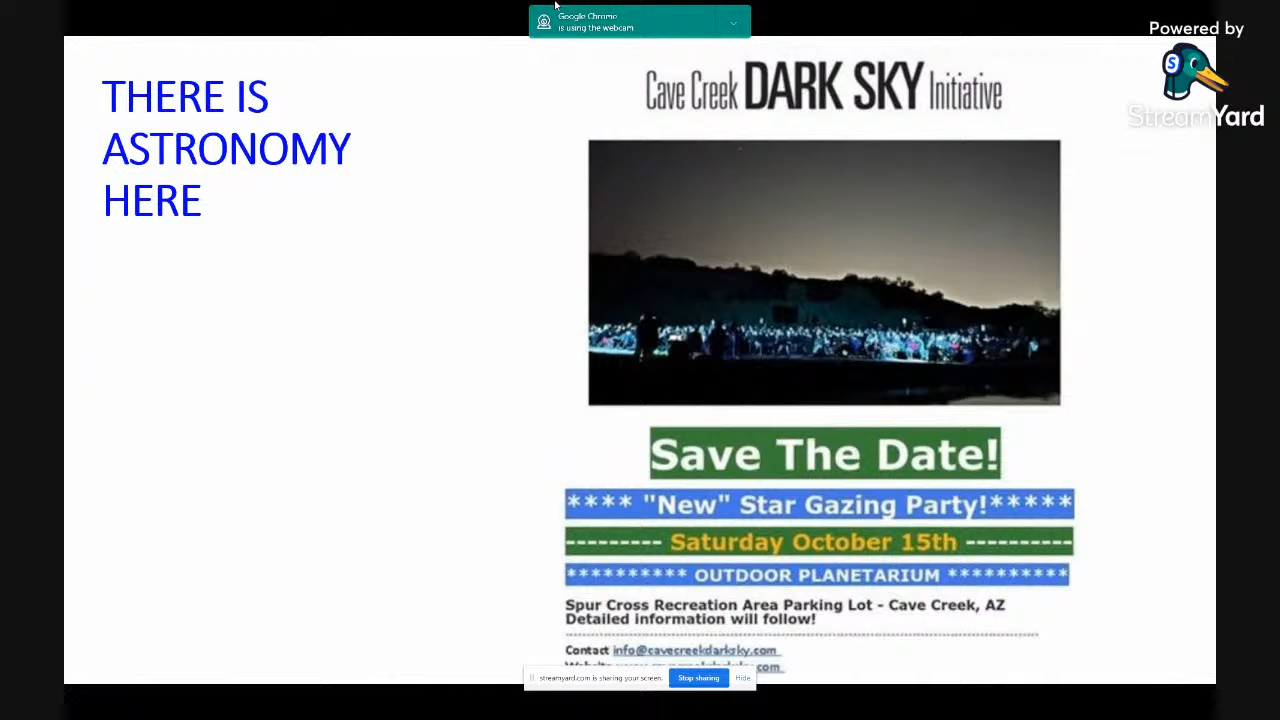 Google Chrome
is using the webcam
Powered by
StreamYard
THERE IS
ASTRONOMY
HERE
Cave Creek DARK SKY Initiative
Save The Date!
**** "New" Star Gazing Party!*****
--------- Saturday October 15th ----------
********** OUTDOOR PLANETARIUM **********
Spur Cross Recreation Area Parking Lot - Cave Creek, AZ
Detailed information will follow!
Contact info@cavecreekdarksky.com
streamyard.com is sharing your screen.
Stop sharing
Hide